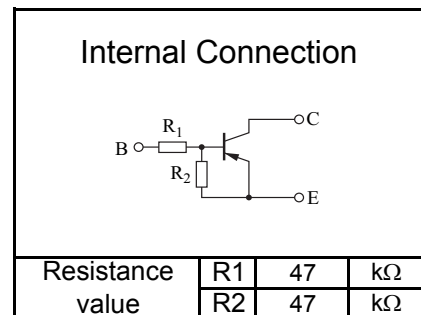 Internal Connection
C
R1
B
R2
E
Resistance value R1 47 kΩ
R2 47 kΩ